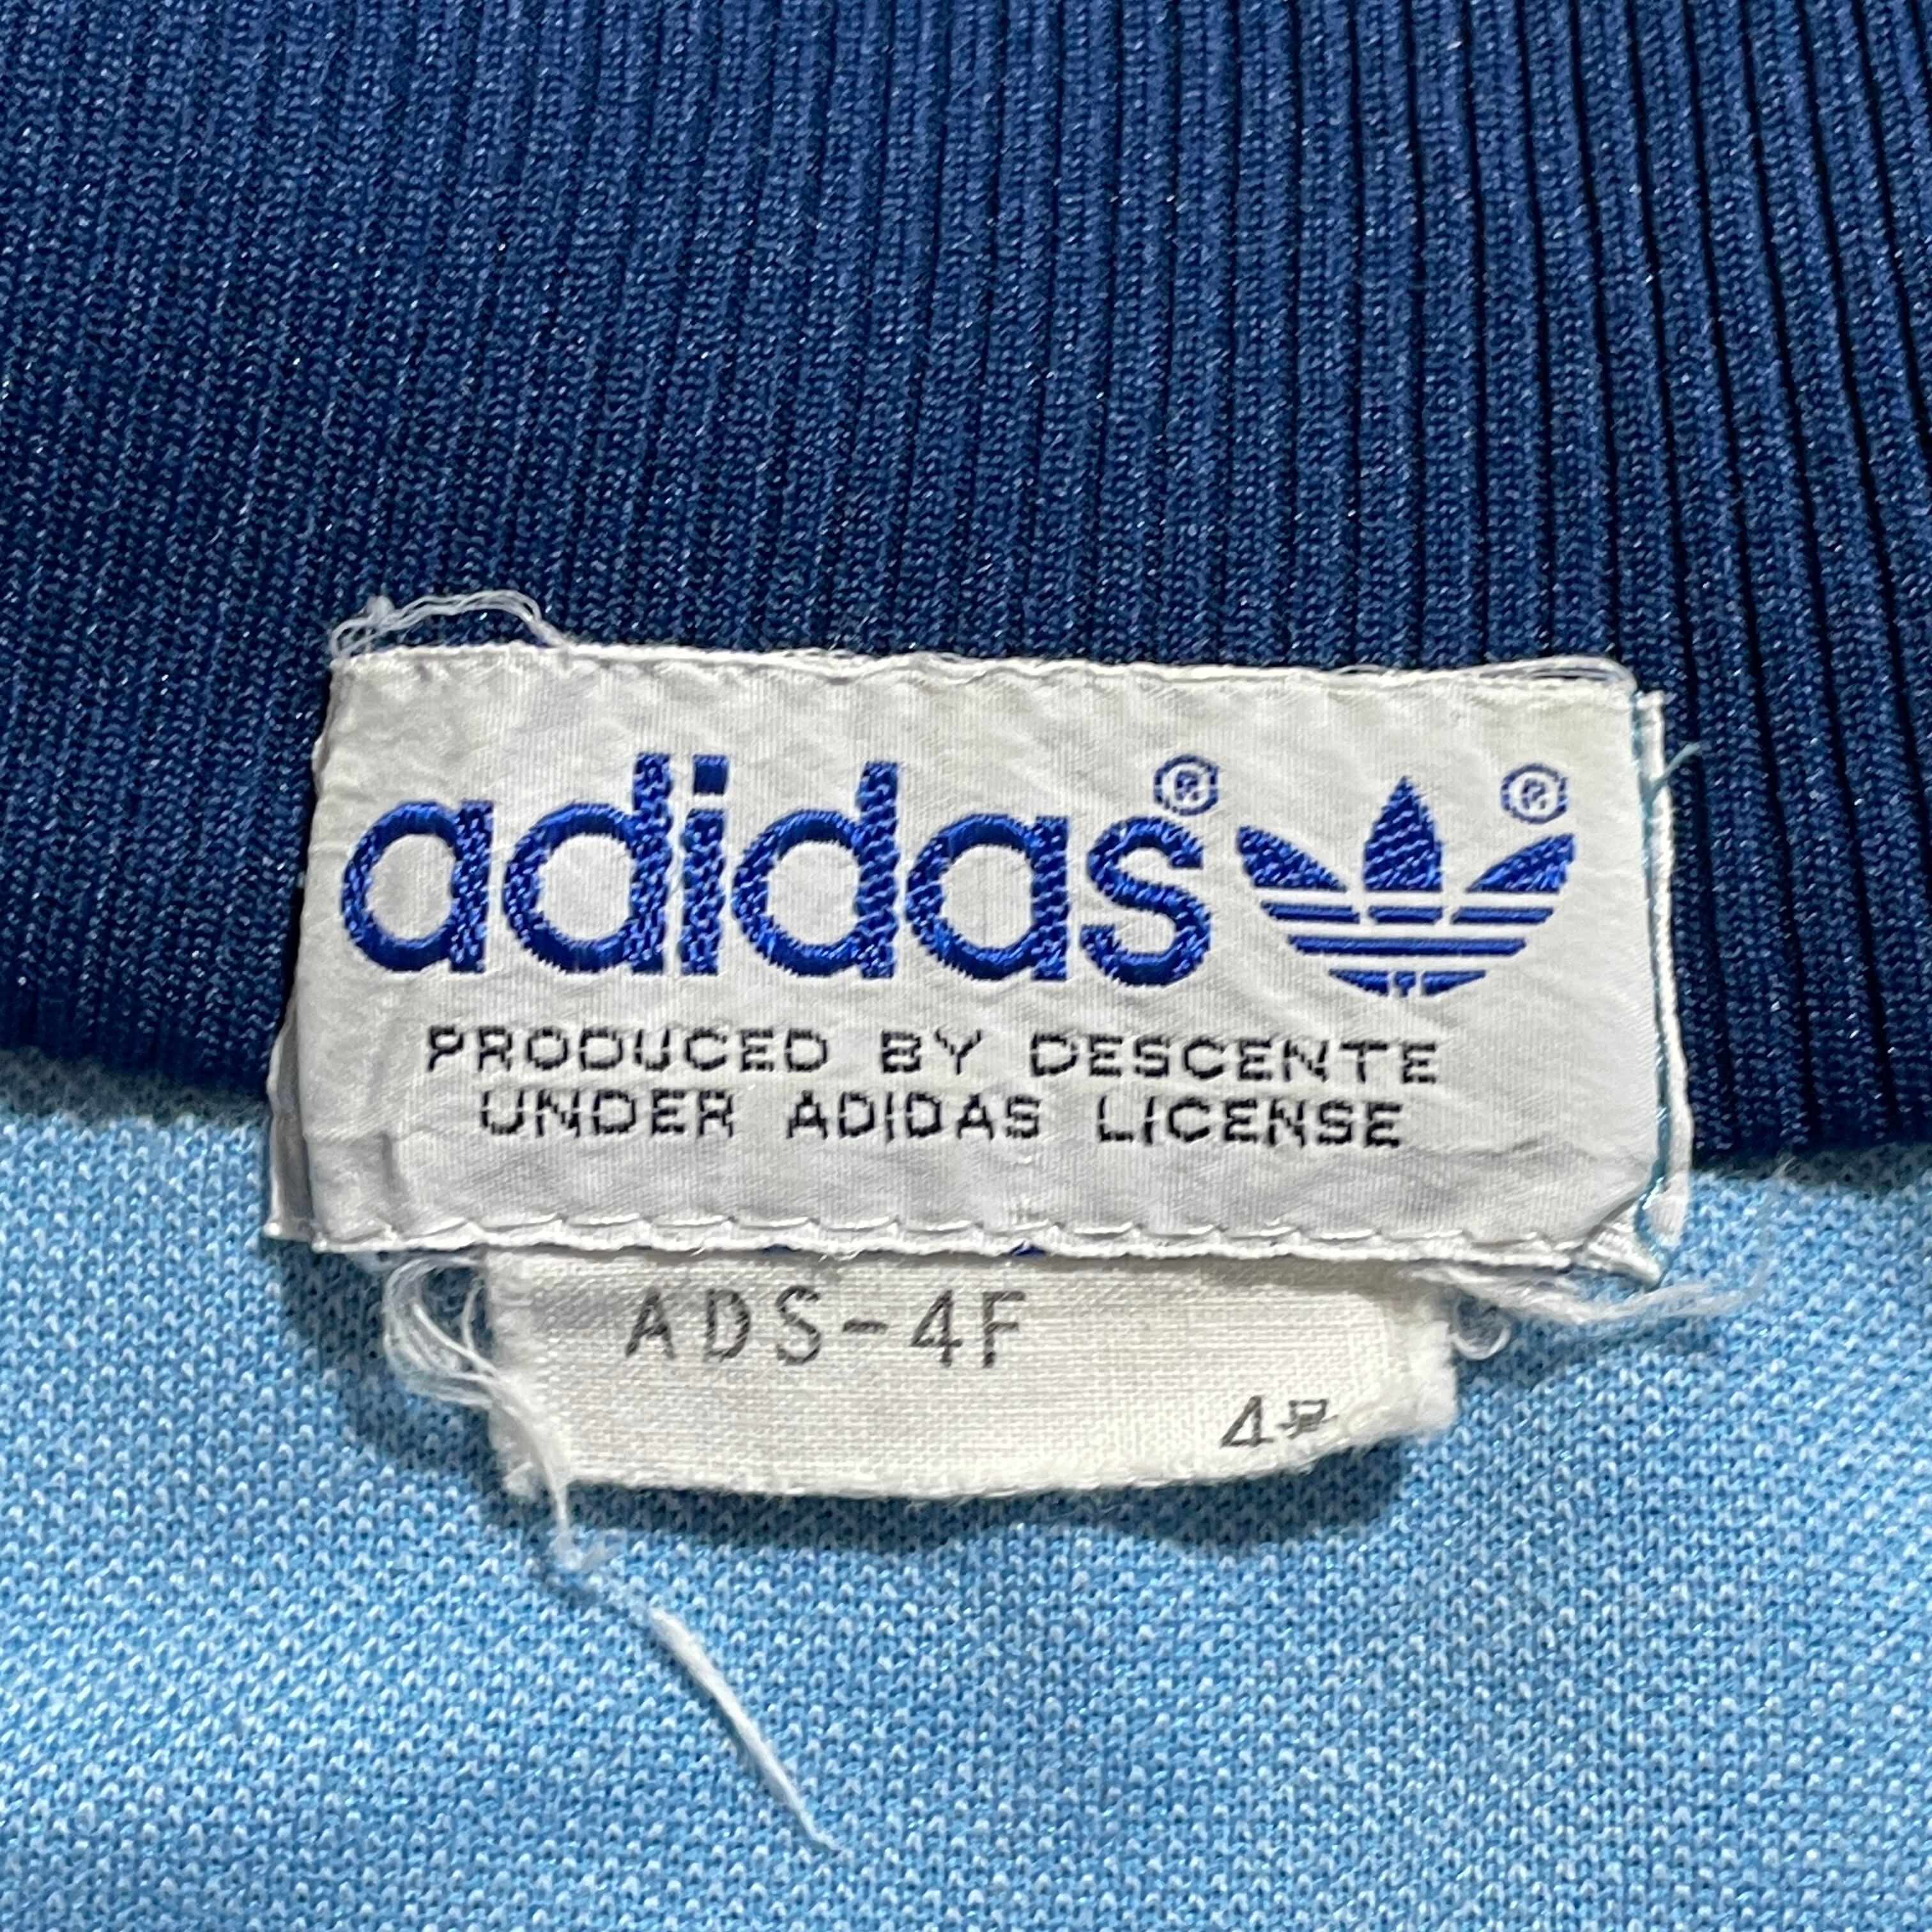 adidas®
®
PRODUCED BY DESCENTE
UNDER ADIDAS LICENSE
ADS-4F
4号